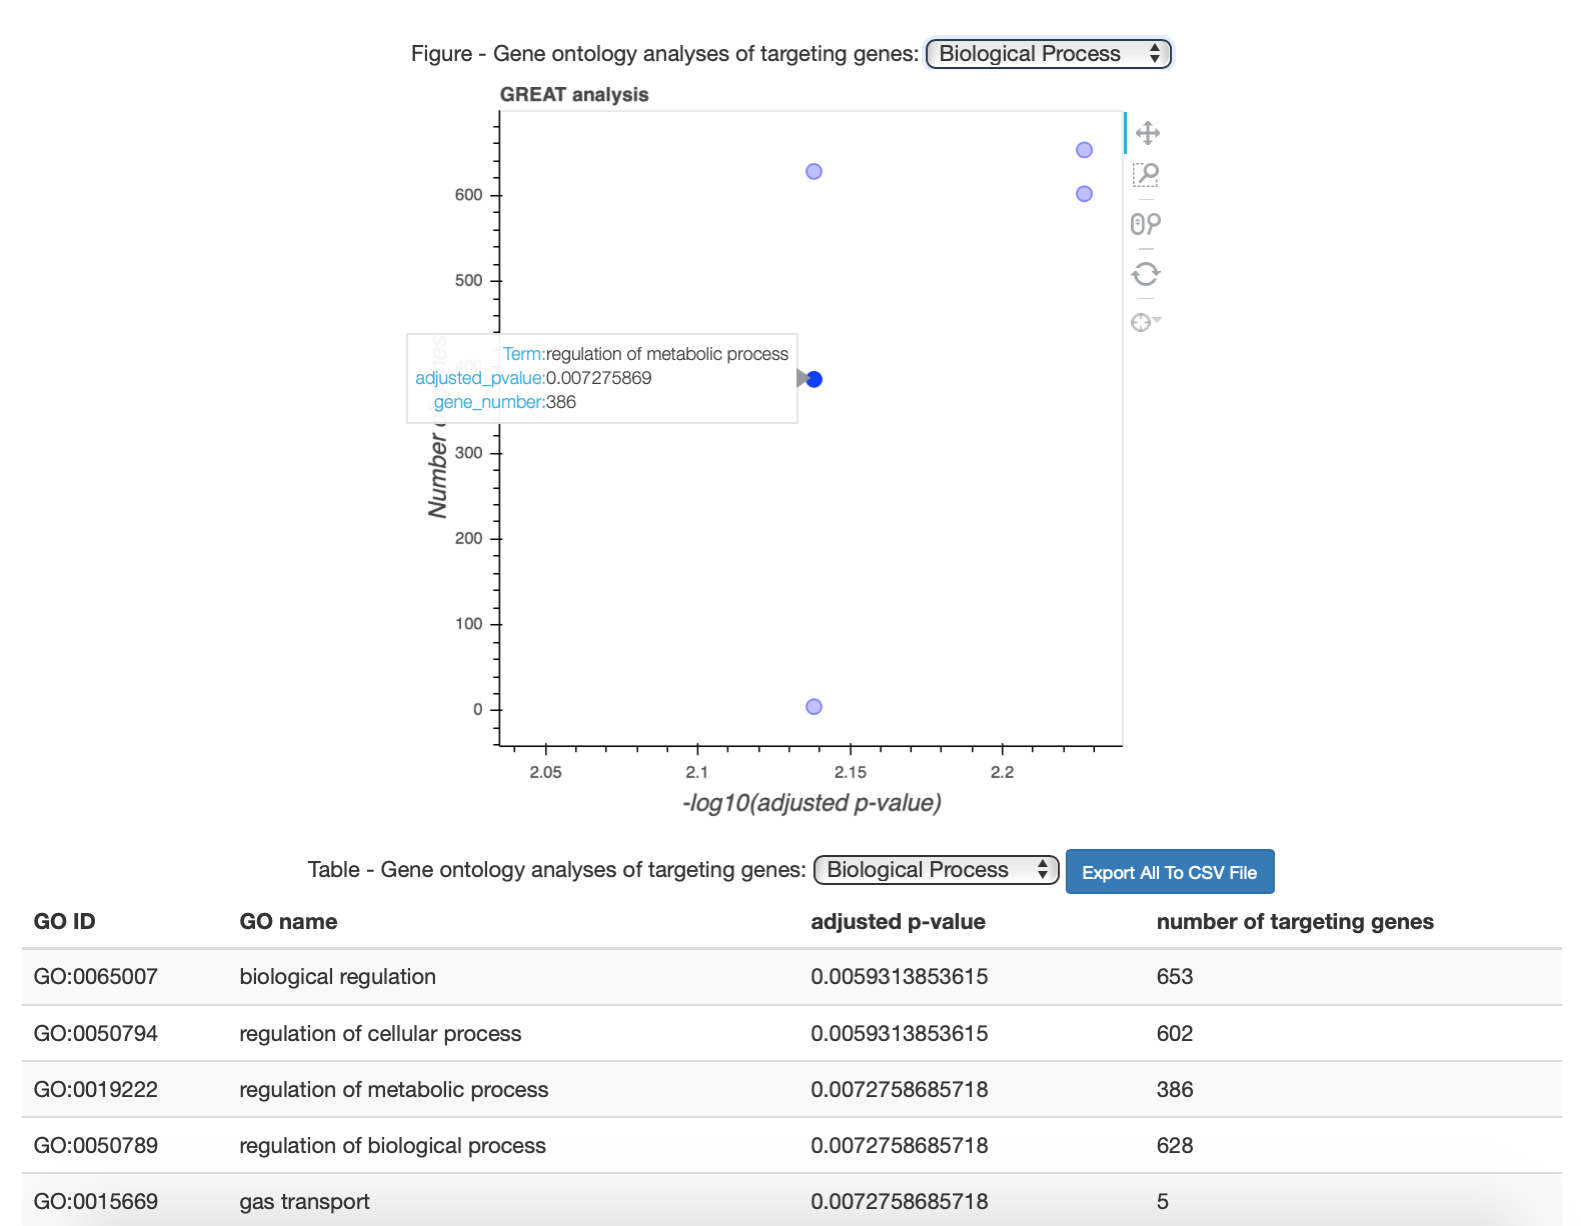 Figure - Gene ontology analyses of targeting genes: Biological Process
GREAT analysis
600
500
Term:regulation of metabolic process
adjusted_pvalue:0.007275869
gene_number:386
Number
300
200
100
0
2.05 2.1 2.15 2.2
-log10(adjusted p-value)
Table - Gene ontology analyses of targeting genes: Biological Process Export All To CSV File
GO ID GO name adjusted p-value number of targeting genes
GO:0065007 biological regulation 0.0059313853615 653
GO:0050794 regulation of cellular process 0.0059313853615 602
GO:0019222 regulation of metabolic process 0.0072758685718 386
GO:0050789 regulation of biological process 0.0072758685718 628
GO:0015669 gas transport 0.0072758685718 5